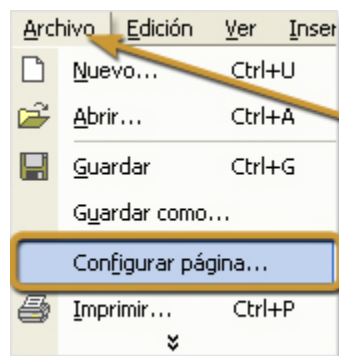 Archivo Edición Ver Inser
Nuevo... Ctrl+U
Abrir... Ctrl+A
Guardar Ctrl+G
Guardar como...
Configurar página...
Imprimir... Ctrl+P